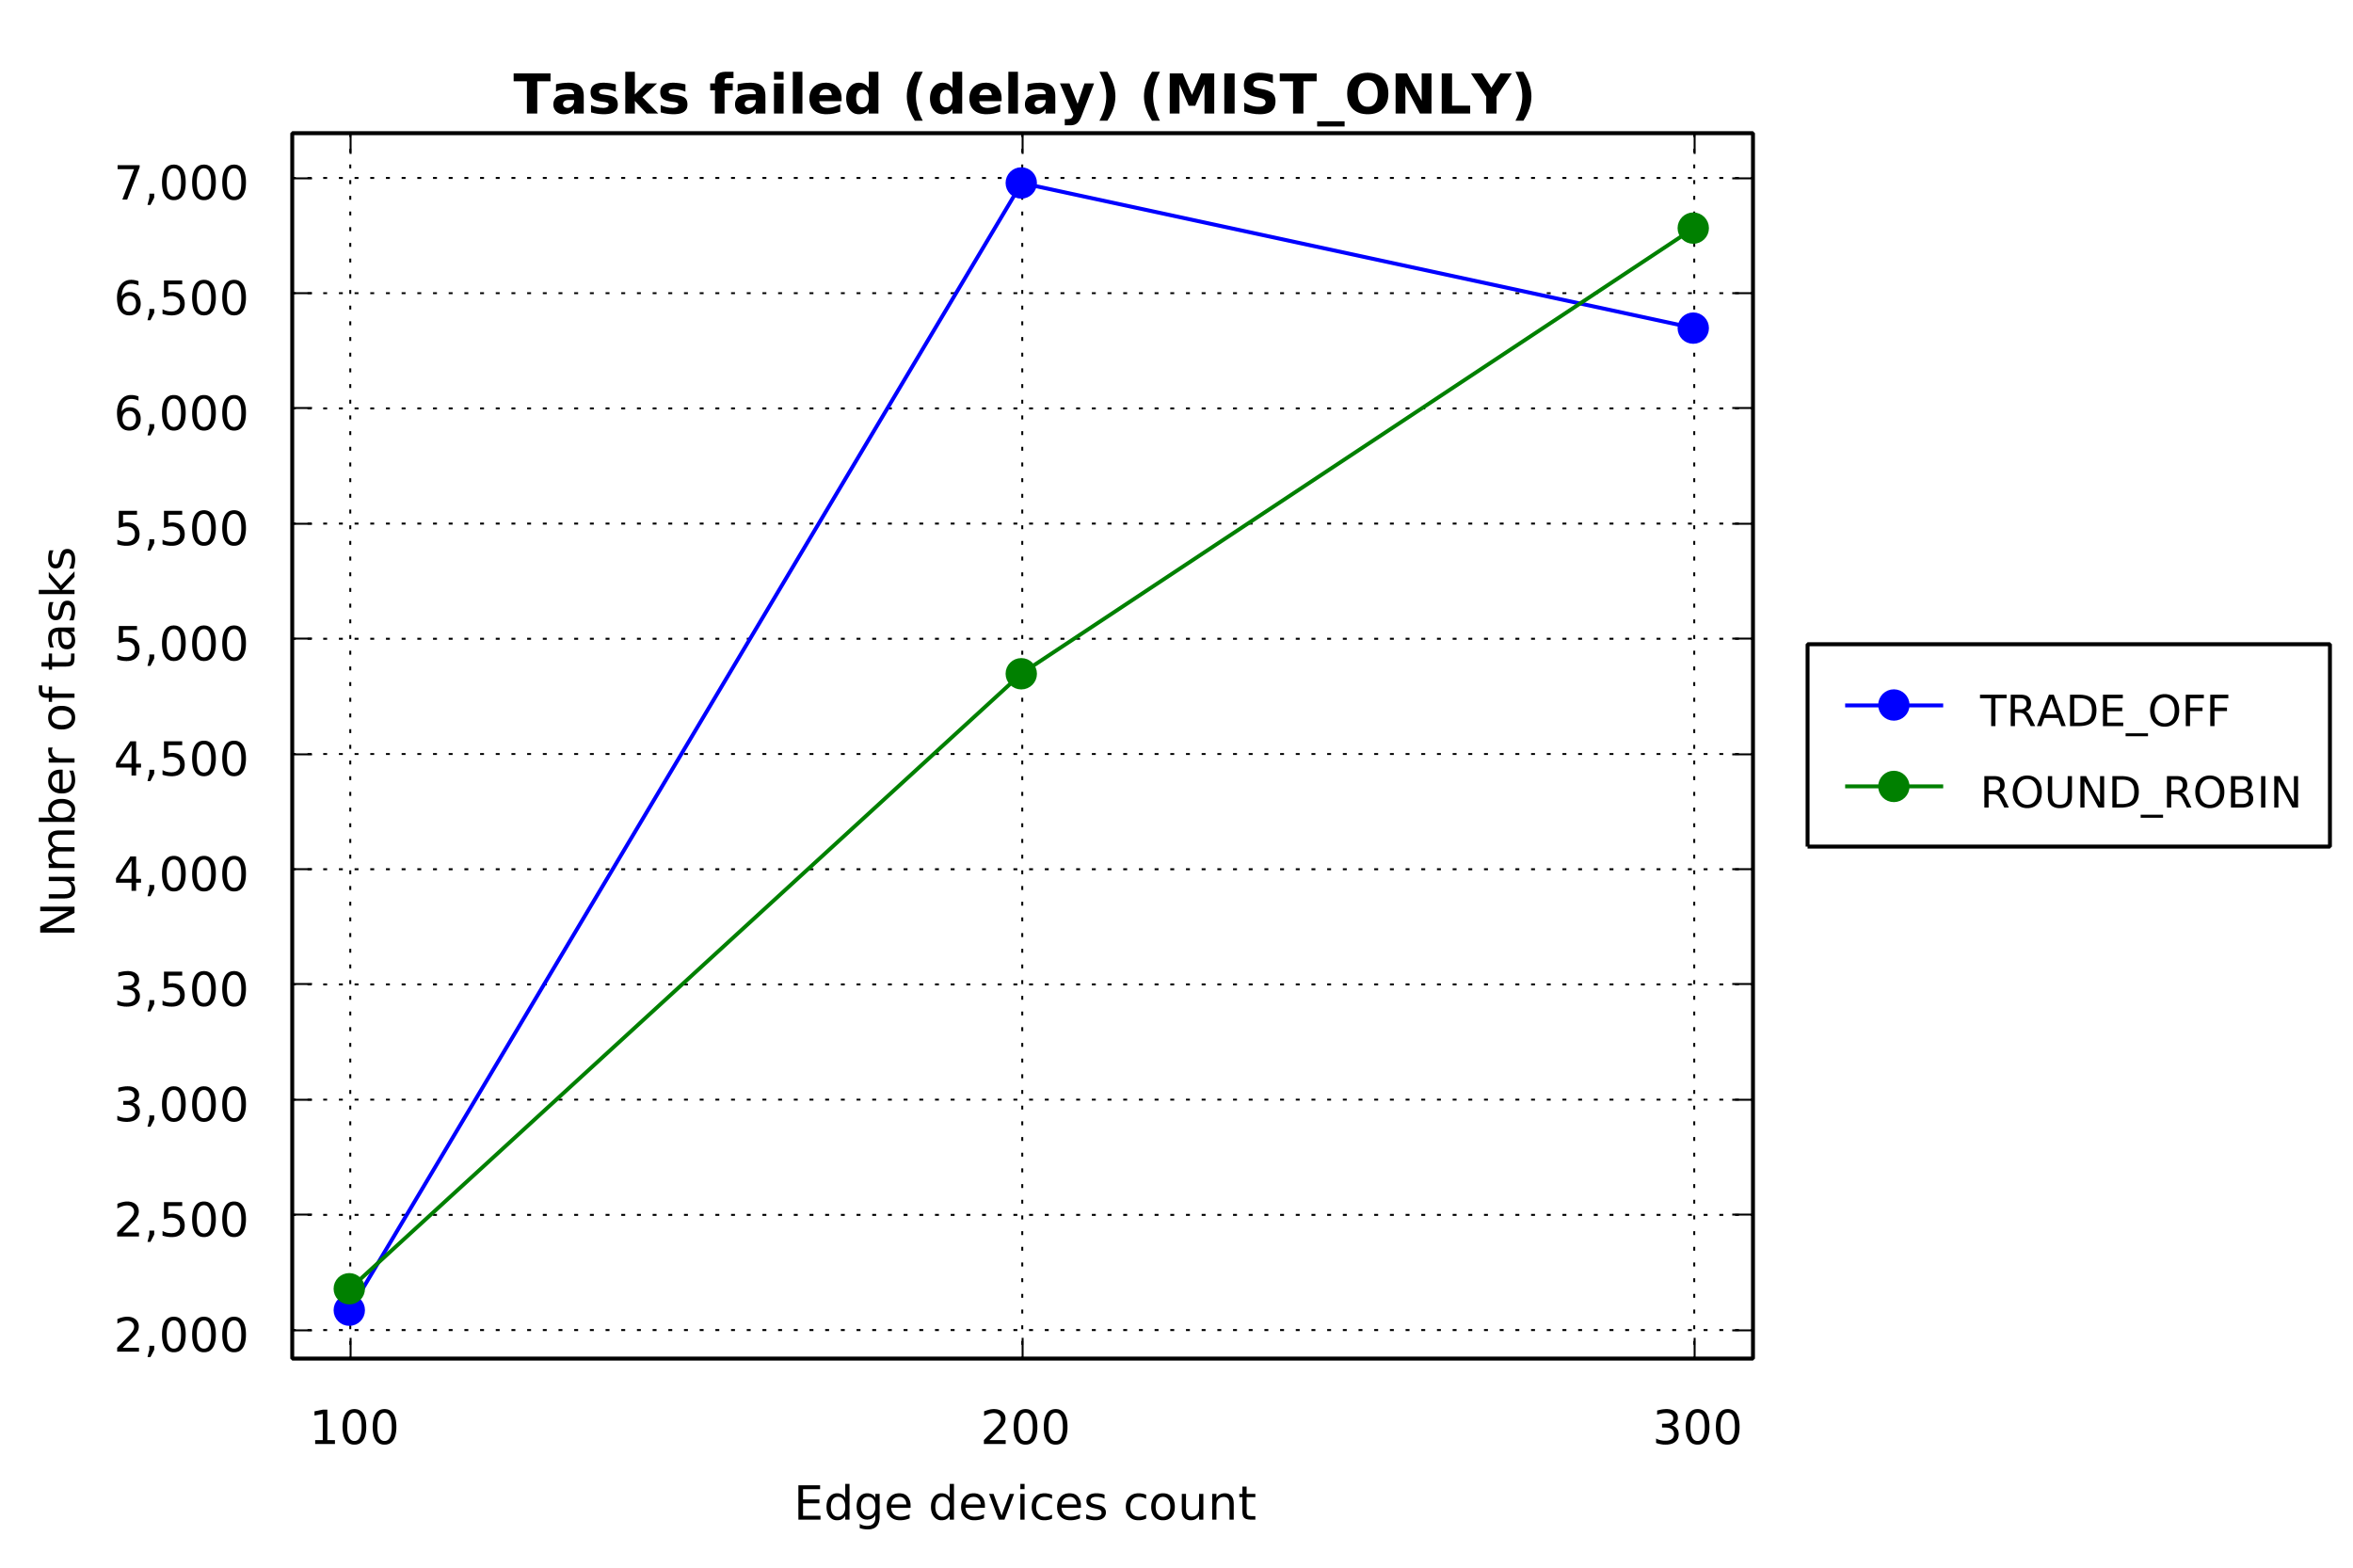 Tasks failed (delay) (MIST_ONLY)
7,000
6,500
6,000
5,500
5,000
4,500
4,000
3,500
3,000
2,500
2,000
Number of tasks
100
200
300
Edge devices count
TRADE_OFF
ROUND_ROBIN